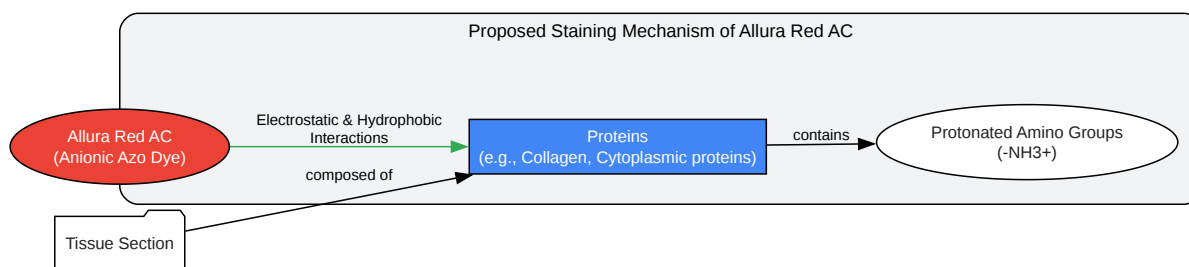 Proposed Staining Mechanism of Allura Red AC
Allura Red AC
(Anionic Azo Dye)
Electrostatic & Hydrophobic
Interactions
Proteins
(e.g., Collagen, Cytoplasmic proteins)
contains
Protonated Amino Groups
(-NH3+)
composed of
Tissue Section